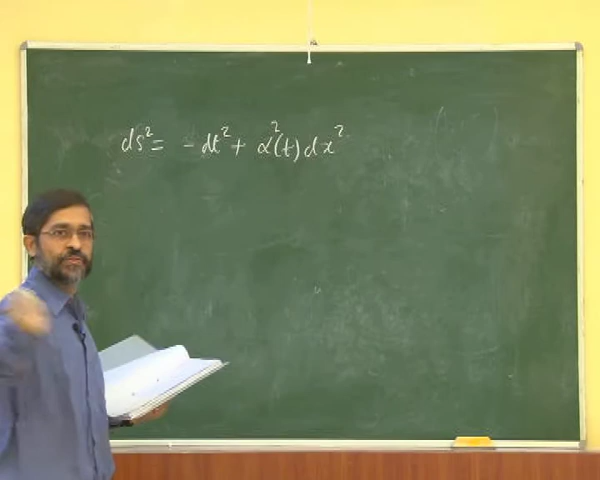 ds² = - dt² + α²(t) dx²